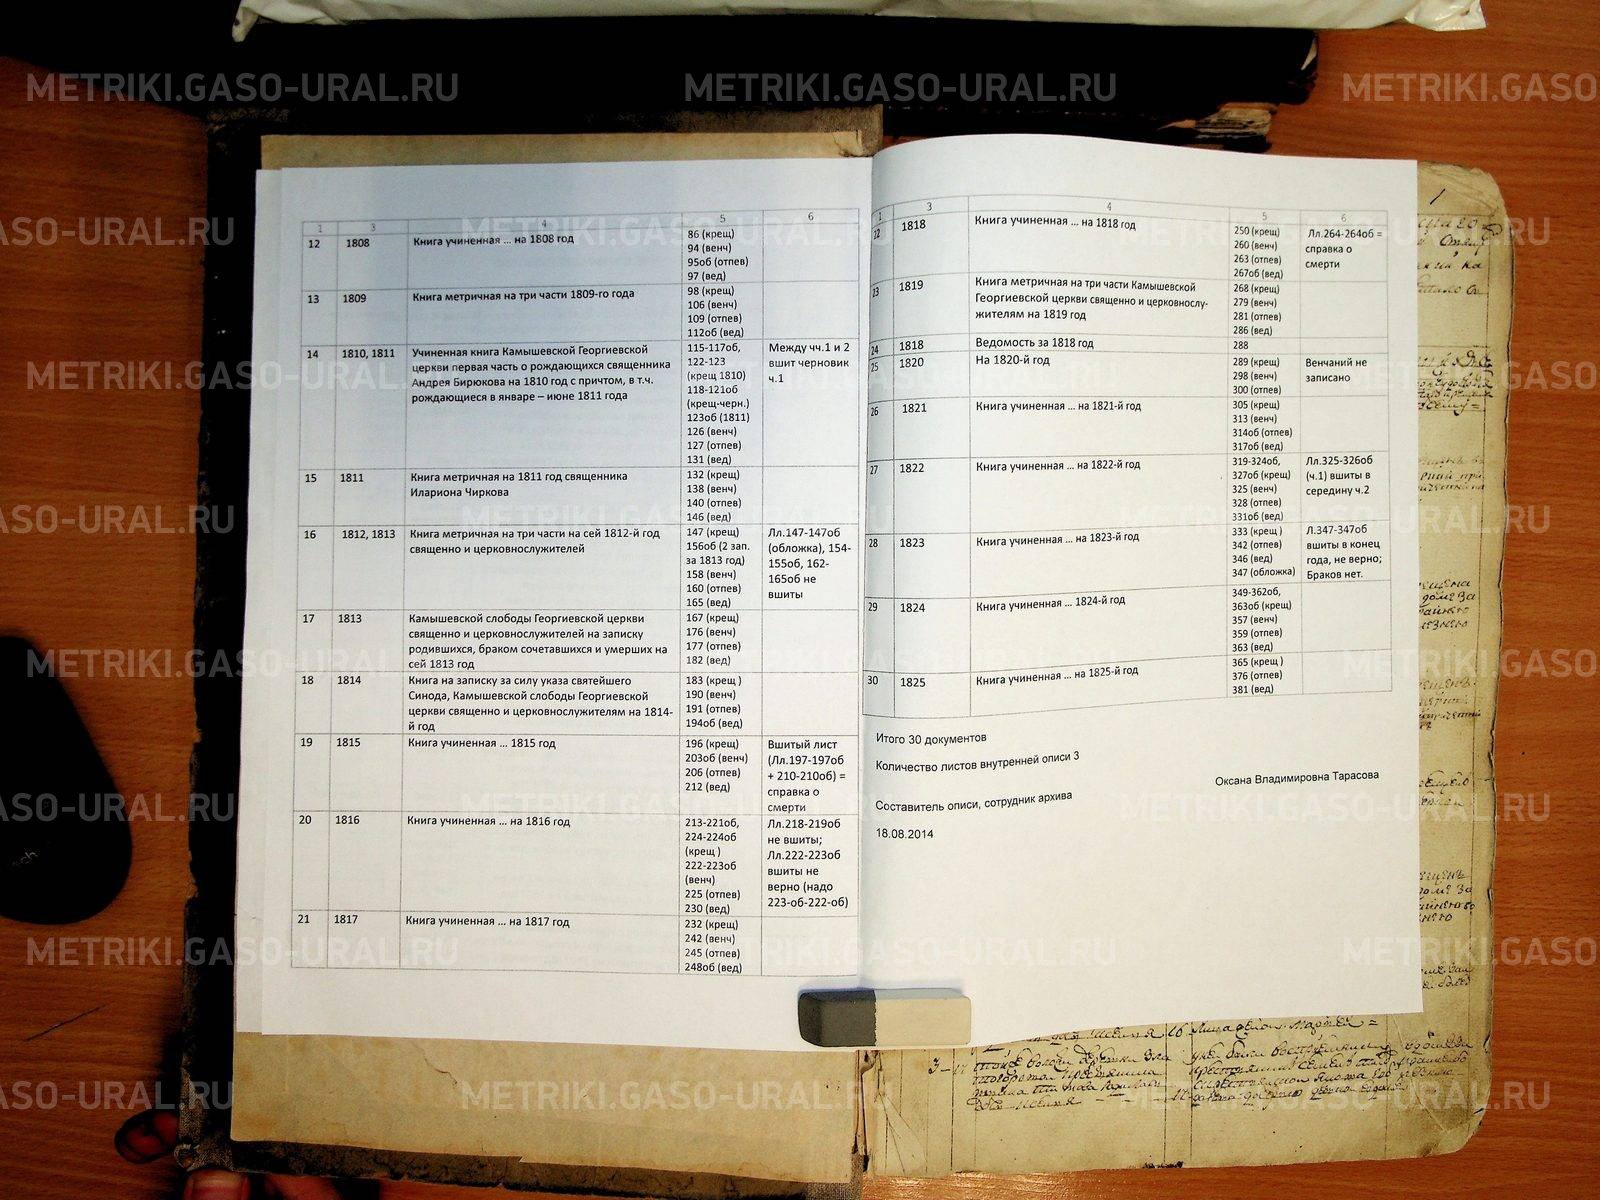 METRIKI.GASO-URAL.RU
1 3 4 5 6
12 1808 Книга учиненная ... на 1808 год 86 (крещ)
94 (венч)
95об (отпев)
97 (вед)
13 1809 Книга метричная на три части 1809-го года 98 (крещ)
106 (венч)
109 (отпев)
112об (вед)
14 1810, 1811 Учиненная книга Камышевской Георгиевской 115-117об, Между чч.1 и 2
церкви первая часть о рождающихся священника 122-123 вшит черновик
Андрея Бирюкова на 1810 год с причтом, в т.ч. (крещ 1810) ч.1
рождающиеся в январе – июне 1811 года 118-121об
(крещ-черн.)
123об (1811)
126 (венч)
127 (отпев)
131 (вед)
15 1811 Книга метричная на 1811 год священника 132 (крещ)
Илариона Чиркова 138 (венч)
140 (отпев)
146 (вед)
16 1812, 1813 Книга метричная на три части на сей 1812-й год 147 (крещ) Лл.147-147об
священно и церковнослужителей 156об (2 зап. (обложка), 154-
за 1813 год) 155об, 162-
158 (венч) 165об не
160 (отпев) вшиты
165 (вед)
17 1813 Камышевской слободы Георгиевской церкви 167 (крещ)
священно и церковнослужителей на записку 176 (венч)
родившихся, браком сочетавшихся и умерших на 177 (отпев)
сей 1813 год 182 (вед)
18 1814 Книга на записку за силу указа святейшего 183 (крещ )
Синода, Камышевской слободы Георгиевской 190 (венч)
церкви священно и церковнослужителям на 1814- 191 (отпев)
й год 194об (вед)
19 1815 Книга учиненная ... 1815 год 196 (крещ) Вшитый лист
203об (венч) (Лл.197-197об
206 (отпев) + 210-210об) =
212 (вед) справка о
смерти
20 1816 Книга учиненная ... на 1816 год 213-221об, Лл.218-219об
224-224об не вшиты;
(крещ ) Лл.222-223об
222-223об вшиты не
(венч) верно (надо
225 (отпев) 223-об-222-об)
230 (вед)
21 1817 Книга учиненная ... на 1817 год 232 (крещ)
242 (венч)
245 (отпев)
248об (вед)
1 3 4 5 6
22 1818 Книга учиненная ... на 1818 год 250 (крещ) Лл.264-264об =
260 (венч) справка о
263 (отпев) смерти
267об (вед)
23 1819 Книга метричная на три части Камышевской 268 (крещ)
Георгиевской церкви священно и церковнослу- 279 (венч)
жителям на 1819 год 281 (отпев)
286 (вед)
24 1818 Ведомость за 1818 год 288
25 1820 На 1820-й год 289 (крещ) Венчаний не
298 (венч) записано
300 (отпев)
26 1821 Книга учиненная ... на 1821-й год 305 (крещ)
313 (венч)
314об (отпев)
317об (вед)
27 1822 Книга учиненная ... на 1822-й год 319-324об, Лл.325-326об
327об (крещ) (ч.1) вшиты в
325 (венч) середину ч.2
328 (отпев)
331об (вед)
28 1823 Книга учиненная ... на 1823-й год 333 (крещ ) Л.347-347об
342 (отпев) вшиты в конец
346 (вед) года, не верно;
347 (обложка) Браков нет.
29 1824 Книга учиненная ... 1824-й год 349-362об,
363об (крещ)
357 (венч)
359 (отпев)
363 (вед)
30 1825 Книга учиненная ... на 1825-й год 365 (крещ )
376 (отпев)
381 (вед)
Итого 30 документов
Количество листов внутренней описи 3
Оксана Владимировна Тарасова
Составитель описи, сотрудник архива
18.08.2014